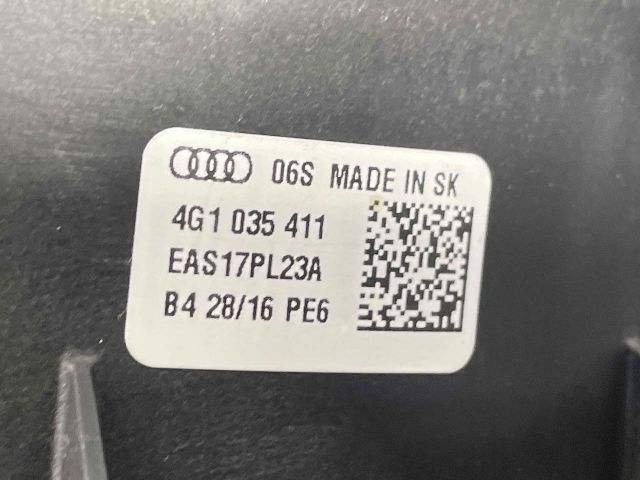 06S MADE IN SK
4G1 035 411
EAS17PL23A
B4 28/16 PE6